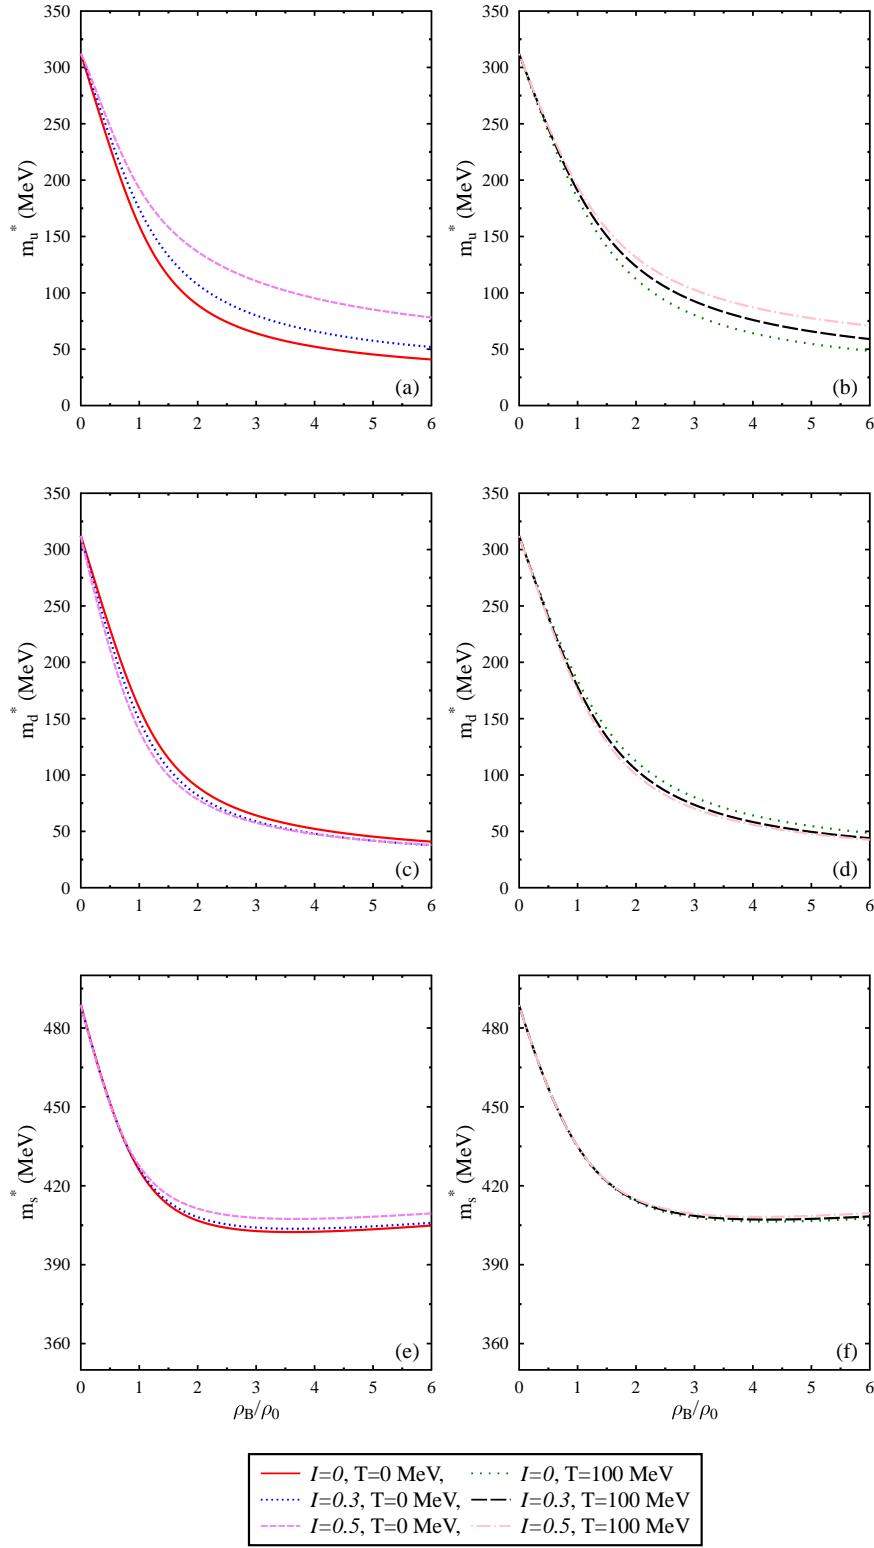 350
300
250
200
150
100
50
0
m_u^* (MeV)
0 1 2 3 4 5 6
(a)
350
300
250
200
150
100
50
0
m_u^* (MeV)
0 1 2 3 4 5 6
(b)
350
300
250
200
150
100
50
0
m_d^* (MeV)
0 1 2 3 4 5 6
(c)
350
300
250
200
150
100
50
0
m_d^* (MeV)
0 1 2 3 4 5 6
(d)
480
450
420
390
360
m_s^* (MeV)
0 1 2 3 4 5 6
(e)
ρ_B/ρ_0
480
450
420
390
360
m_s^* (MeV)
0 1 2 3 4 5 6
(f)
ρ_B/ρ_0
I=0, T=0 MeV, I=0, T=100 MeV
I=0.3, T=0 MeV, I=0.3, T=100 MeV
I=0.5, T=0 MeV, I=0.5, T=100 MeV